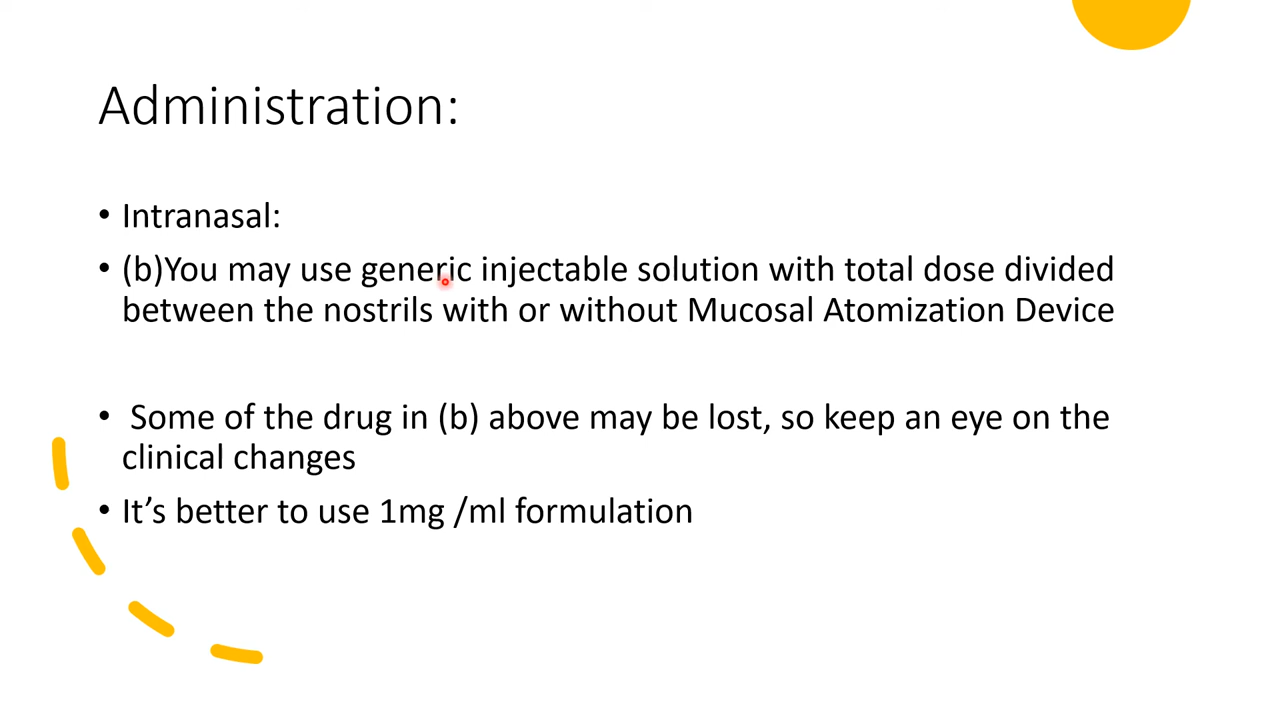 Administration:
• Intranasal:
• (b)You may use generic injectable solution with total dose divided
between the nostrils with or without Mucosal Atomization Device
• Some of the drug in (b) above may be lost, so keep an eye on the
clinical changes
• It’s better to use 1mg /ml formulation